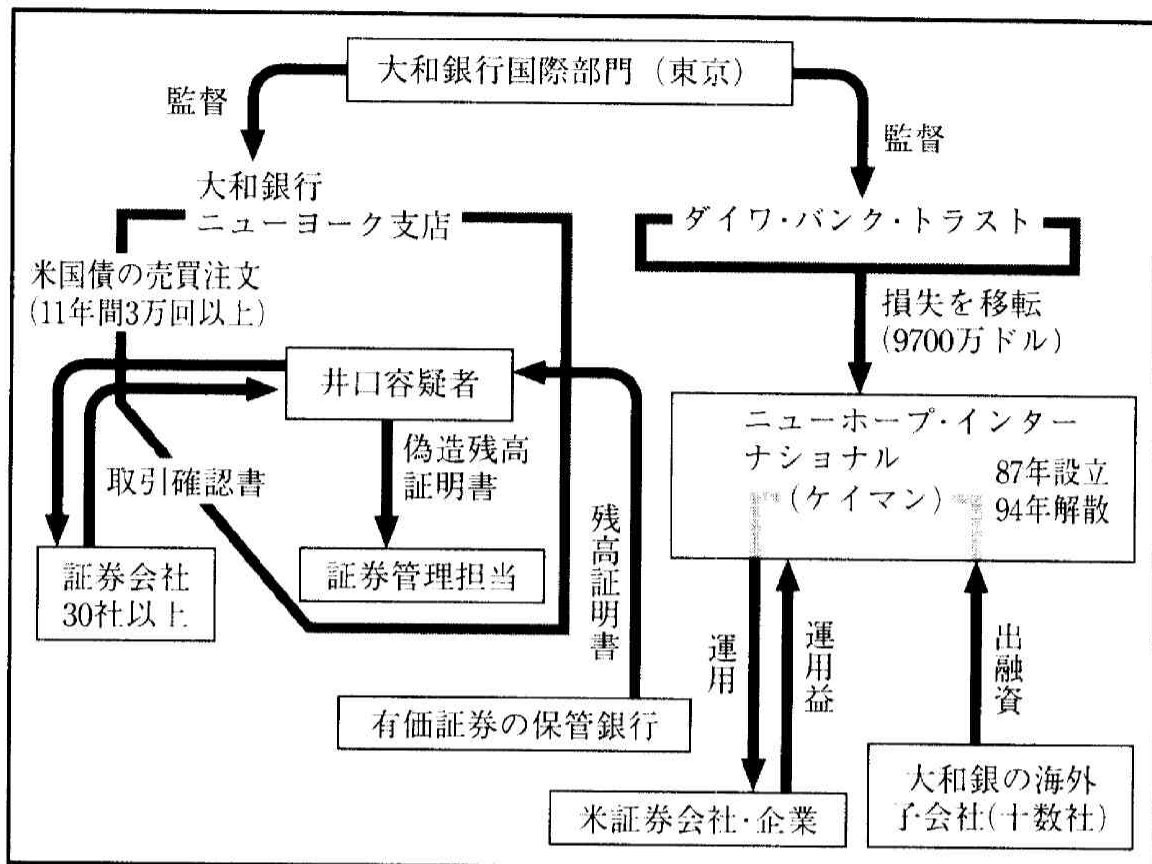 大和銀行国際部門（東京）
監督
監督
大和銀行
ニューヨーク支店
ダイワ・バンク・トラスト
米国債の売買注文
(11年間3万回以上)
損失を移転
(9700万ドル)
井口容疑者
偽造残高
証明書
取引確認書
証券会社
30社以上
証券管理担当
残高証明書
有価証券の保管銀行
ニューホープ・インター
ナショナル
(ケイマン)
87年設立
94年解散
運用
運用益
出融資
米証券会社・企業
大和銀の海外
子会社(十数社)